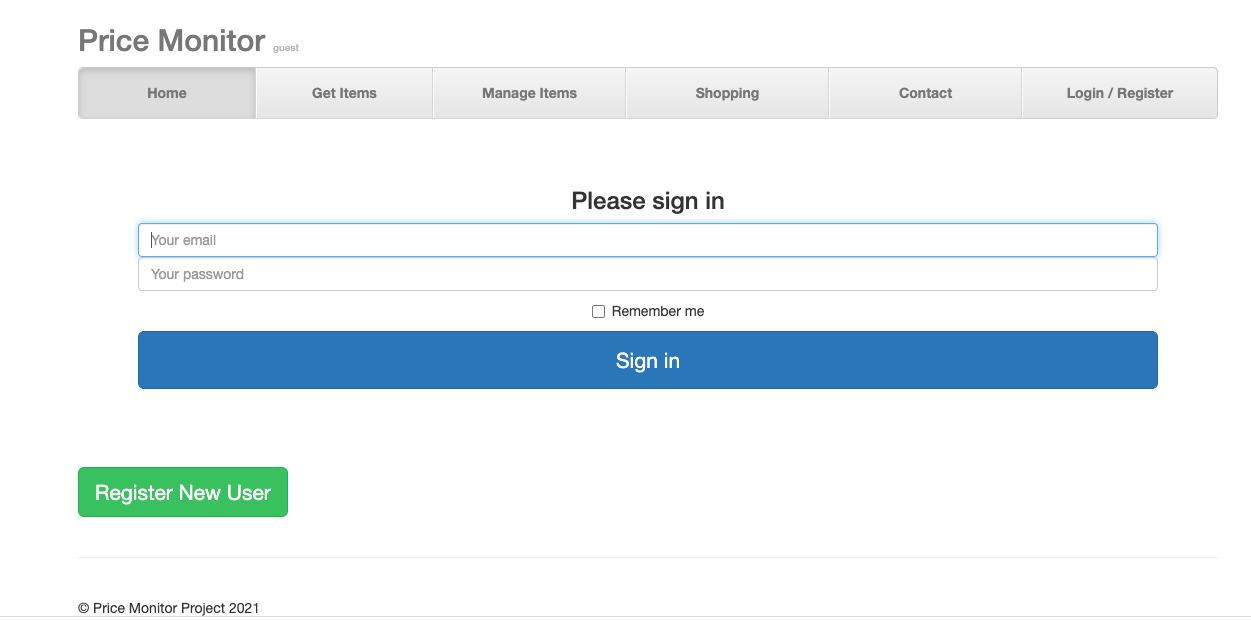 Price Monitor guest
Home Get Items Manage Items Shopping Contact Login / Register
Please sign in
Your email
Your password
Remember me
Sign in
Register New User
© Price Monitor Project 2021